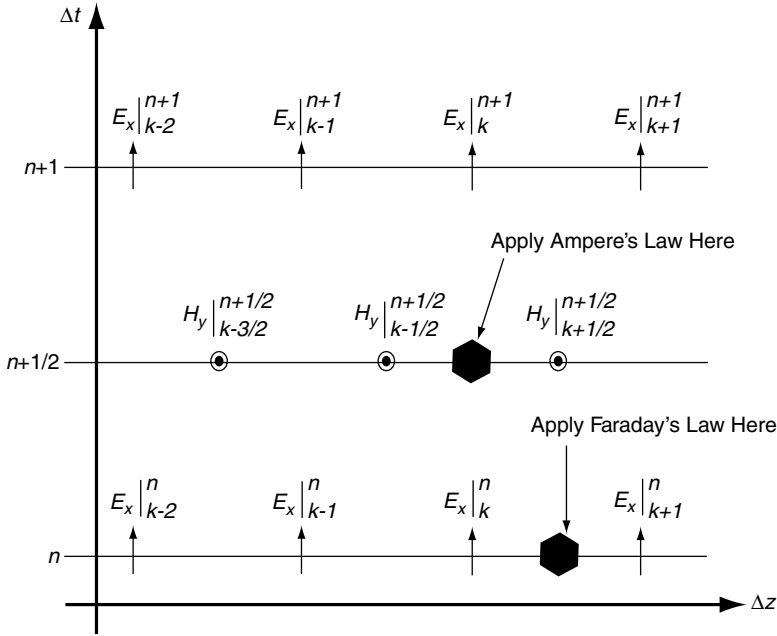 Δt
E_x|^{n+1}_{k-2} E_x|^{n+1}_{k-1} E_x|^{n+1}_{k} E_x|^{n+1}_{k+1}
n+1
Apply Ampere's Law Here
H_y|^{n+1/2}_{k-3/2} H_y|^{n+1/2}_{k-1/2} H_y|^{n+1/2}_{k+1/2}
n+1/2
Apply Faraday's Law Here
E_x|^{n}_{k-2} E_x|^{n}_{k-1} E_x|^{n}_{k} E_x|^{n}_{k+1}
n
Δz